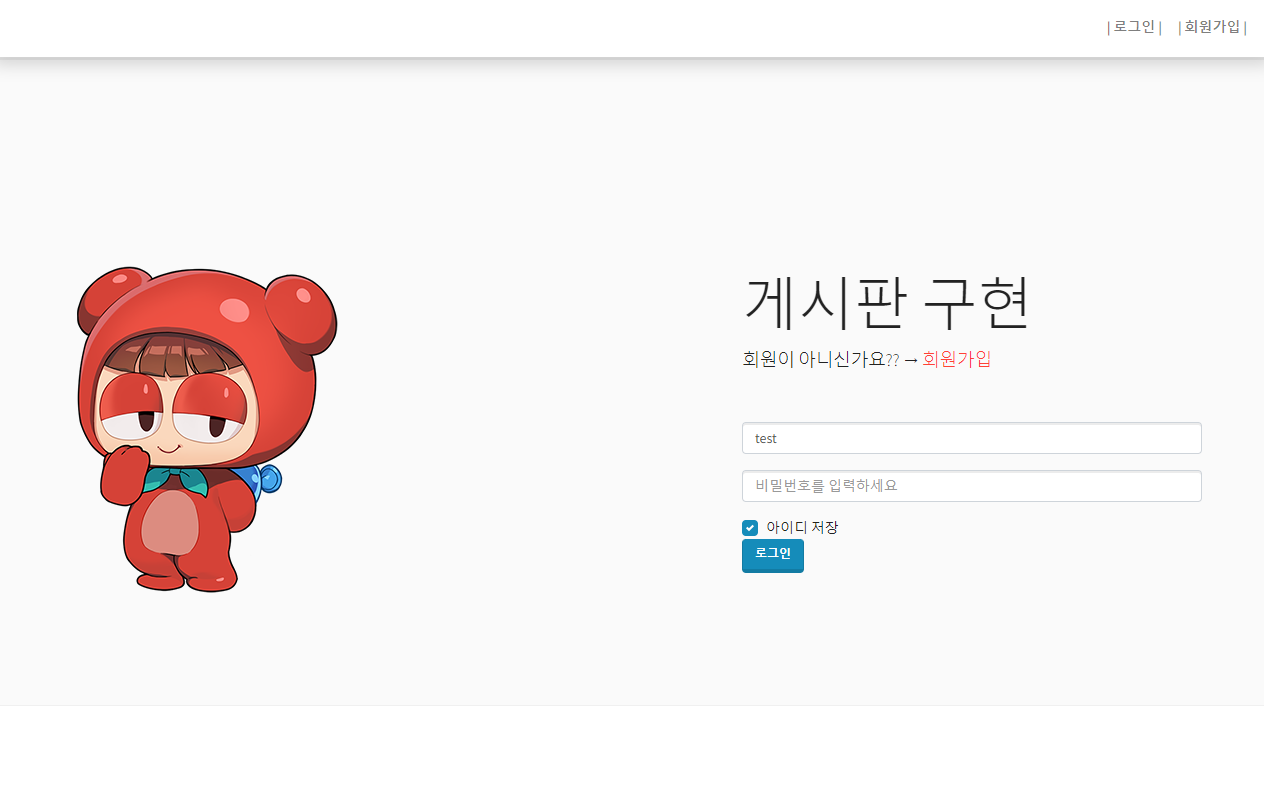 | 로그인 | | 회원가입 |
게시판 구현
회원이 아니신가요?? → 회원가입
test
비밀번호를 입력하세요
아이디 저장
로그인